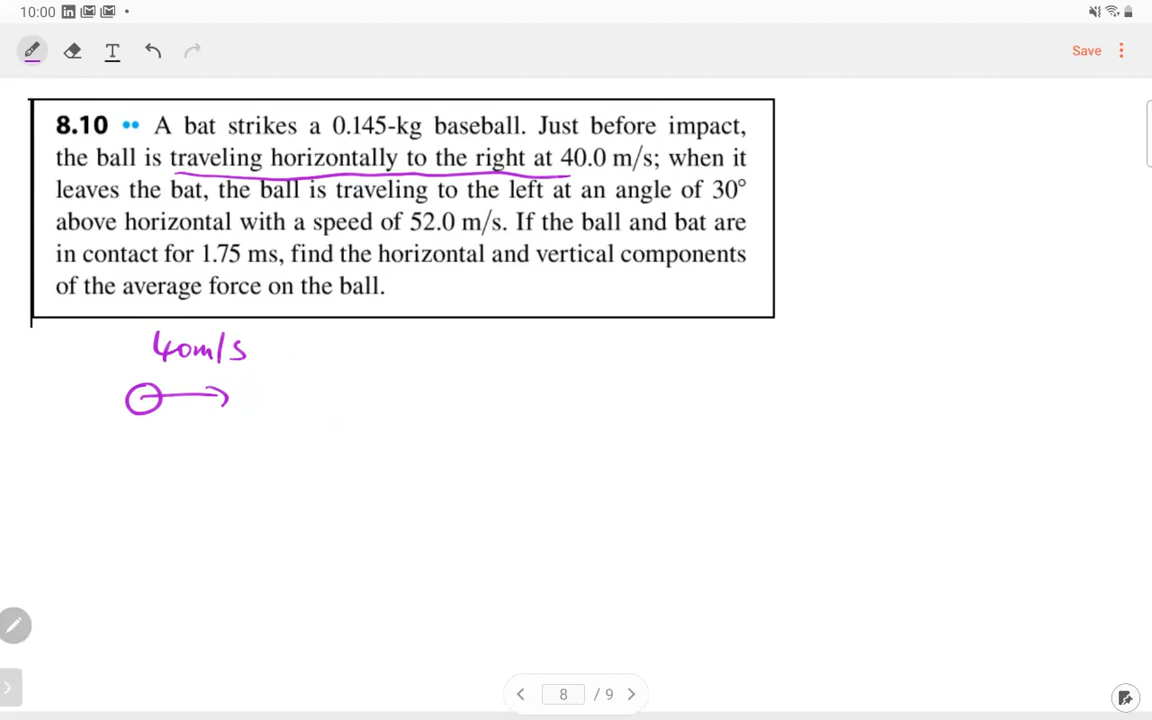 10:00
T
Save
8.10 •• A bat strikes a 0.145-kg baseball. Just before impact,
the ball is traveling horizontally to the right at 40.0 m/s; when it
leaves the bat, the ball is traveling to the left at an angle of 30°
above horizontal with a speed of 52.0 m/s. If the ball and bat are
in contact for 1.75 ms, find the horizontal and vertical components
of the average force on the ball.
40m/s
8 / 9